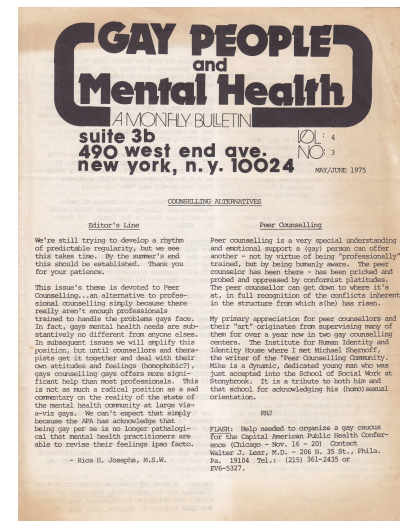 GAY PEOPLE
and
Mental Health
A MONTHLY BULLETIN
suite 3b
490 west end ave.
new york, n.y. 10024
VOL: 4
NO: 3
MAY/JUNE 1975
COUNSELLING ALTERNATIVES
Editor's Line
We're still trying to develop a rhythm
of predictable regularity, but we see
this takes time. By the summer's end
this should be established. Thank you
for your patience.
This issue's theme is devoted to Peer
Counselling...an alternative to profes-
sional counselling simply because there
really aren't enough professionals
trained to handle the problems gays face.
In fact, gays mental health needs are sub-
stantively no different from anyone elses.
In subsequent issues we will amplify this
position, but until counsellors and thera-
pists get it together and deal with their
own attitudes and feelings (homophobic?),
gays counselling gays offers more signi-
ficant help than most professionals. This
is not as much a radical position as a sad
commentary on the reality of the state of
the mental health community at large vis-
a-vis gays. We can't expect that simply
because the APA has acknowledge that
being gay per se is no longer pathalogi-
cal that mental health practitioners are
able to revise their feelings ipso facto.
- Rica H. Josephs, M.S.W.
Peer Counselling
Peer counselling is a very special understanding
and emotional support a (gay) person can offer
another - not by virtue of being "professionally"
trained, but by being humanly aware. The peer
counselor has been there - has been pricked and
probed and oppressed by conformist platitudes.
The peer counselor can get down to where it's
at, in full recognition of the conflicts inherent
in the structure from which s(he) has risen.
My primary appreciation for peer counsellors and
their "art" originates from supervising many of
them for over a year now in two gay counselling
centers. The Institute for Human Identity and
Identity House where I met Michael Shernoff
the writer of the "Peer Counselling Community.
Mike is a dynamic, dedicated young man who was
just accepted into the School of Social Work at
Stonybrook. It is a tribute to both him and
that school for acknowledging his (homo)sexual
orientation.
RHJ
FLASH: Help needed to organize a gay caucus
for the Capital American Public Health Confer-
ence (Chicago - Nov. 16 - 20) Contact
Walter J. Lear, M.D. - 206 N. 35 St., Phila.
Pa. 19104 Tel.: (215) 361-2435 or
EV6-5327.